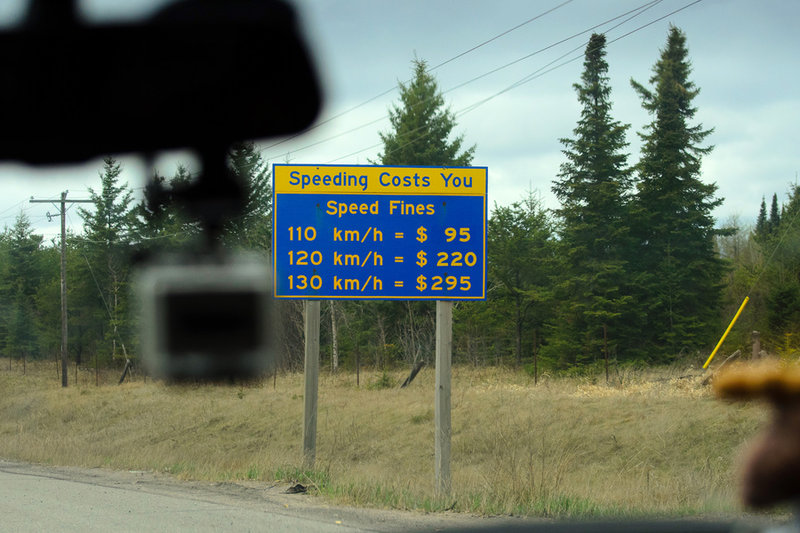 Speeding Costs You
Speed Fines
110 km/h = $ 95
120 km/h = $ 220
130 km/h = $295